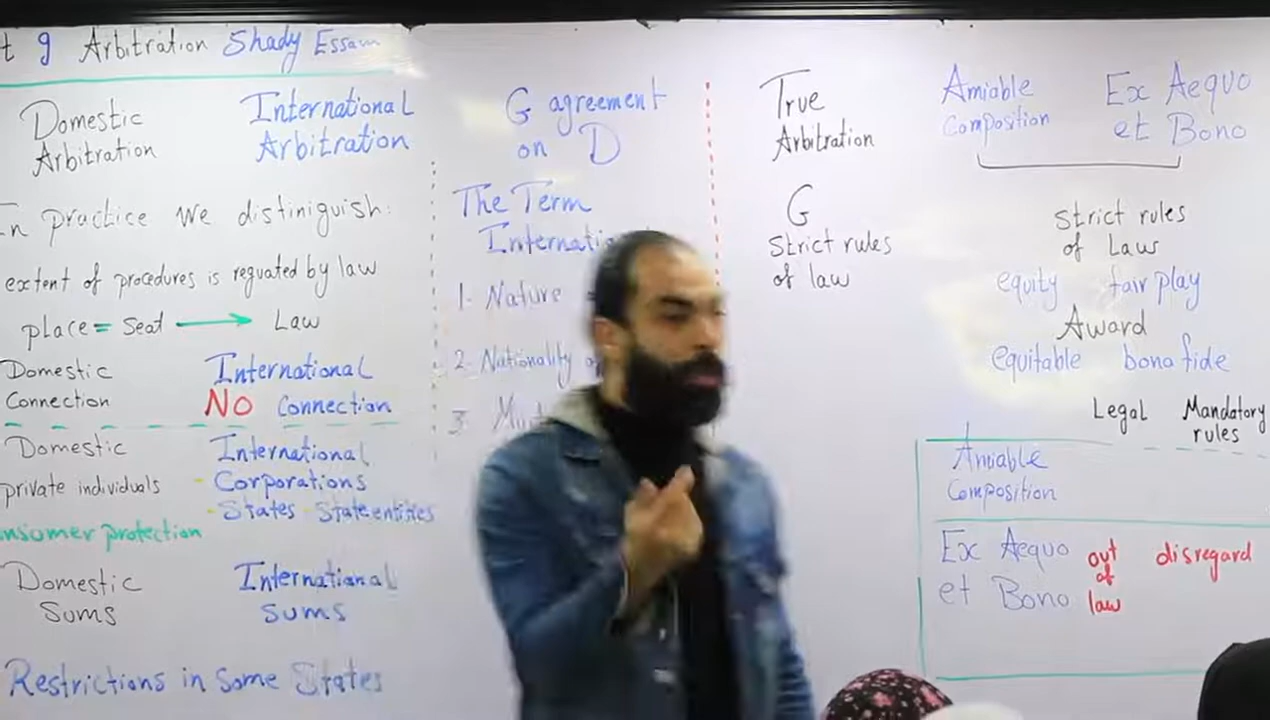 t 9 Arbitration Shady Essam
Domestic
Arbitration
International
Arbitration
In practice we distiniguish:
extent of procedures is reguated by law
place = Seat → Law
Domestic
Connection
International
NO Connection
Domestic
private individuals
nsomer protection
International
- Corporations
- States - State entities
Domestic
Sums
International
Sums
Restrictions in Some States
G agreement
on D
The Term
Internatio
1. Nature
2. Nationality
3.
True
Arbitration
G
Strict rules
of law
Amiable
Composition
Ex Aequo
et Bono
Strict rules
of Law
equity fair play
Award
equitable bona fide
Legal Mandatory
rules
Amiable
Composition
Ex Aequo
et Bono
out
of
law
disregard